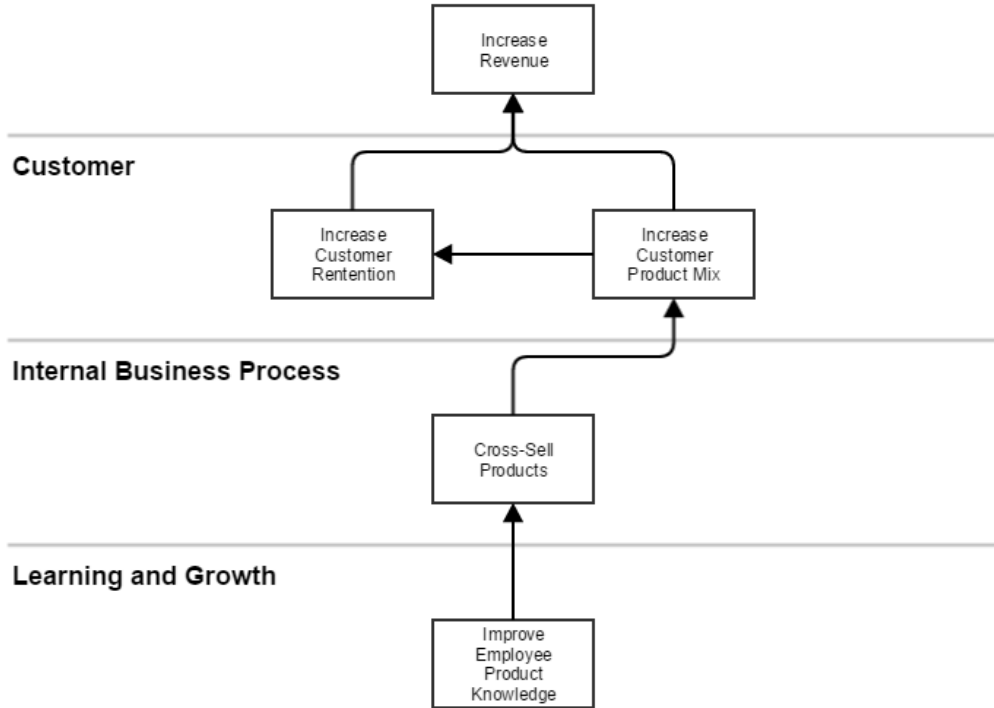 Increase
Revenue
Customer
Increase
Customer
Rentention
Increase
Customer
Product Mix
Internal Business Process
Cross-Sell
Products
Learning and Growth
Improve
Employee
Product
Knowledge